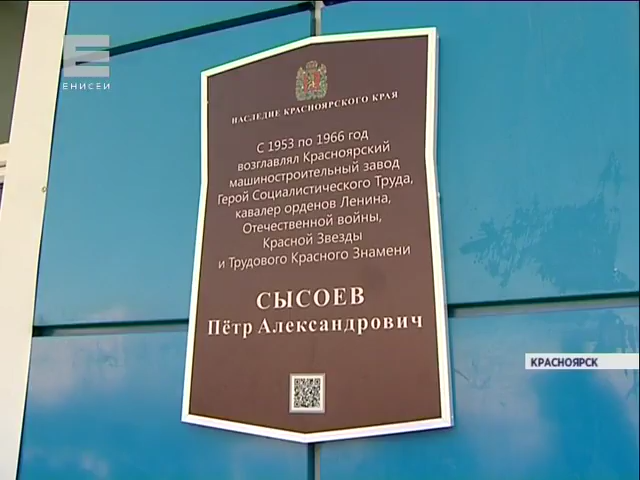 ЕНИСЕЙ
НАСЛЕДИЕ КРАСНОЯРСКОГО КРАЯ
С 1953 по 1966 год
возглавлял Красноярский
машиностроительный завод
Герой Социалистического Труда,
кавалер орденов Ленина,
Отечественной войны,
Красной Звезды
и Трудового Красного Знамени
СЫСОЕВ
Пётр Александрович
КРАСНОЯРСК